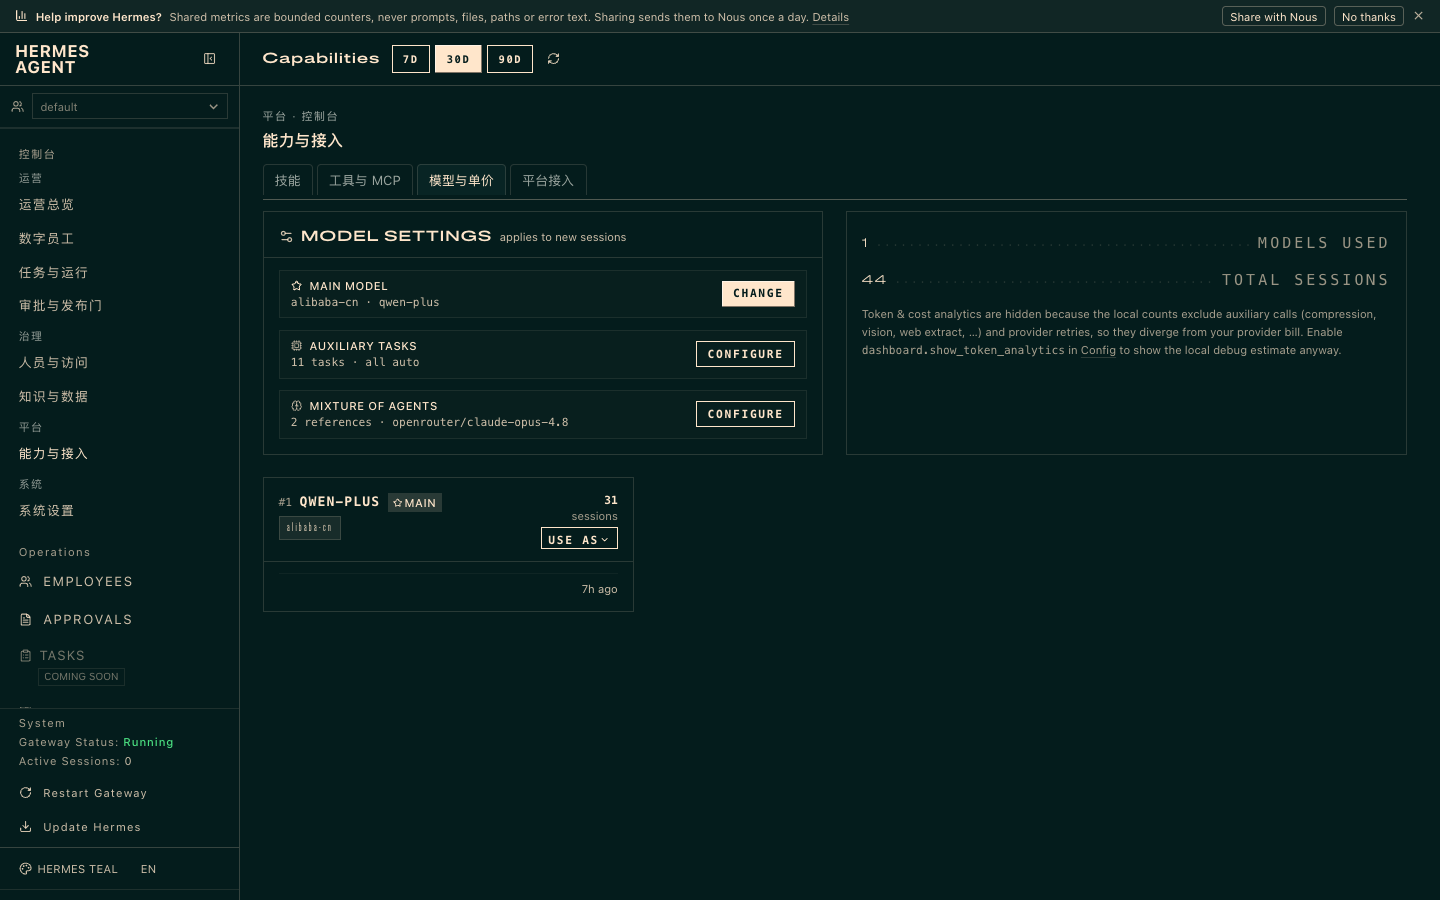 Help improve Hermes? Shared metrics are bounded counters, never prompts, files, paths or error text. Sharing sends them to Nous once a day. Details
Share with Nous
No thanks
HERMES
AGENT
default
控制台
运营
运营总览
数字员工
任务与运行
审批与发布门
治理
人员与访问
知识与数据
平台
能力与接入
系统
系统设置
Operations
EMPLOYEES
APPROVALS
TASKS
COMING SOON
System
Gateway Status: Running
Active Sessions: 0
Restart Gateway
Update Hermes
HERMES TEAL EN
Capabilities
7D
30D
90D
平台 · 控制台
能力与接入
技能
工具与 MCP
模型与单价
平台接入
MODEL SETTINGS applies to new sessions
MAIN MODEL
alibaba-cn · qwen-plus
CHANGE
AUXILIARY TASKS
11 tasks · all auto
CONFIGURE
MIXTURE OF AGENTS
2 references · openrouter/claude-opus-4.8
CONFIGURE
1 MODELS USED
44 TOTAL SESSIONS
Token & cost analytics are hidden because the local counts exclude auxiliary calls (compression,
vision, web extract, …) and provider retries, so they diverge from your provider bill. Enable
dashboard.show_token_analytics in Config to show the local debug estimate anyway.
#1 QWEN-PLUS MAIN
alibaba-cn
31
sessions
USE AS
7h ago